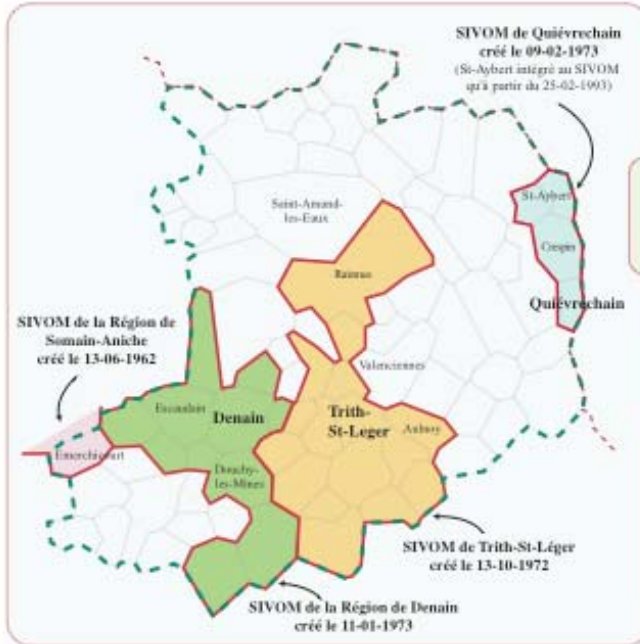 SIVOM de Quiévrechain
créé le 09-02-1973
(St-Aybert intégré au SIVOM
qu'à partir du 25-02-1993)
St-Aybert
Saint-Amand
les-Eaux
Crespin
Raismes
Quiévrechain
SIVOM de la Région de
Somain-Aniche
créé le 13-06-1962
Valenciennes
Escaudain
Denain
Trith-
St-Leger
Aulnoy
Emerchicourt
Douchy
les-Mines
SIVOM de Trith-St-Léger
créé le 13-10-1972
SIVOM de la Région de Denain
créé le 11-01-1973